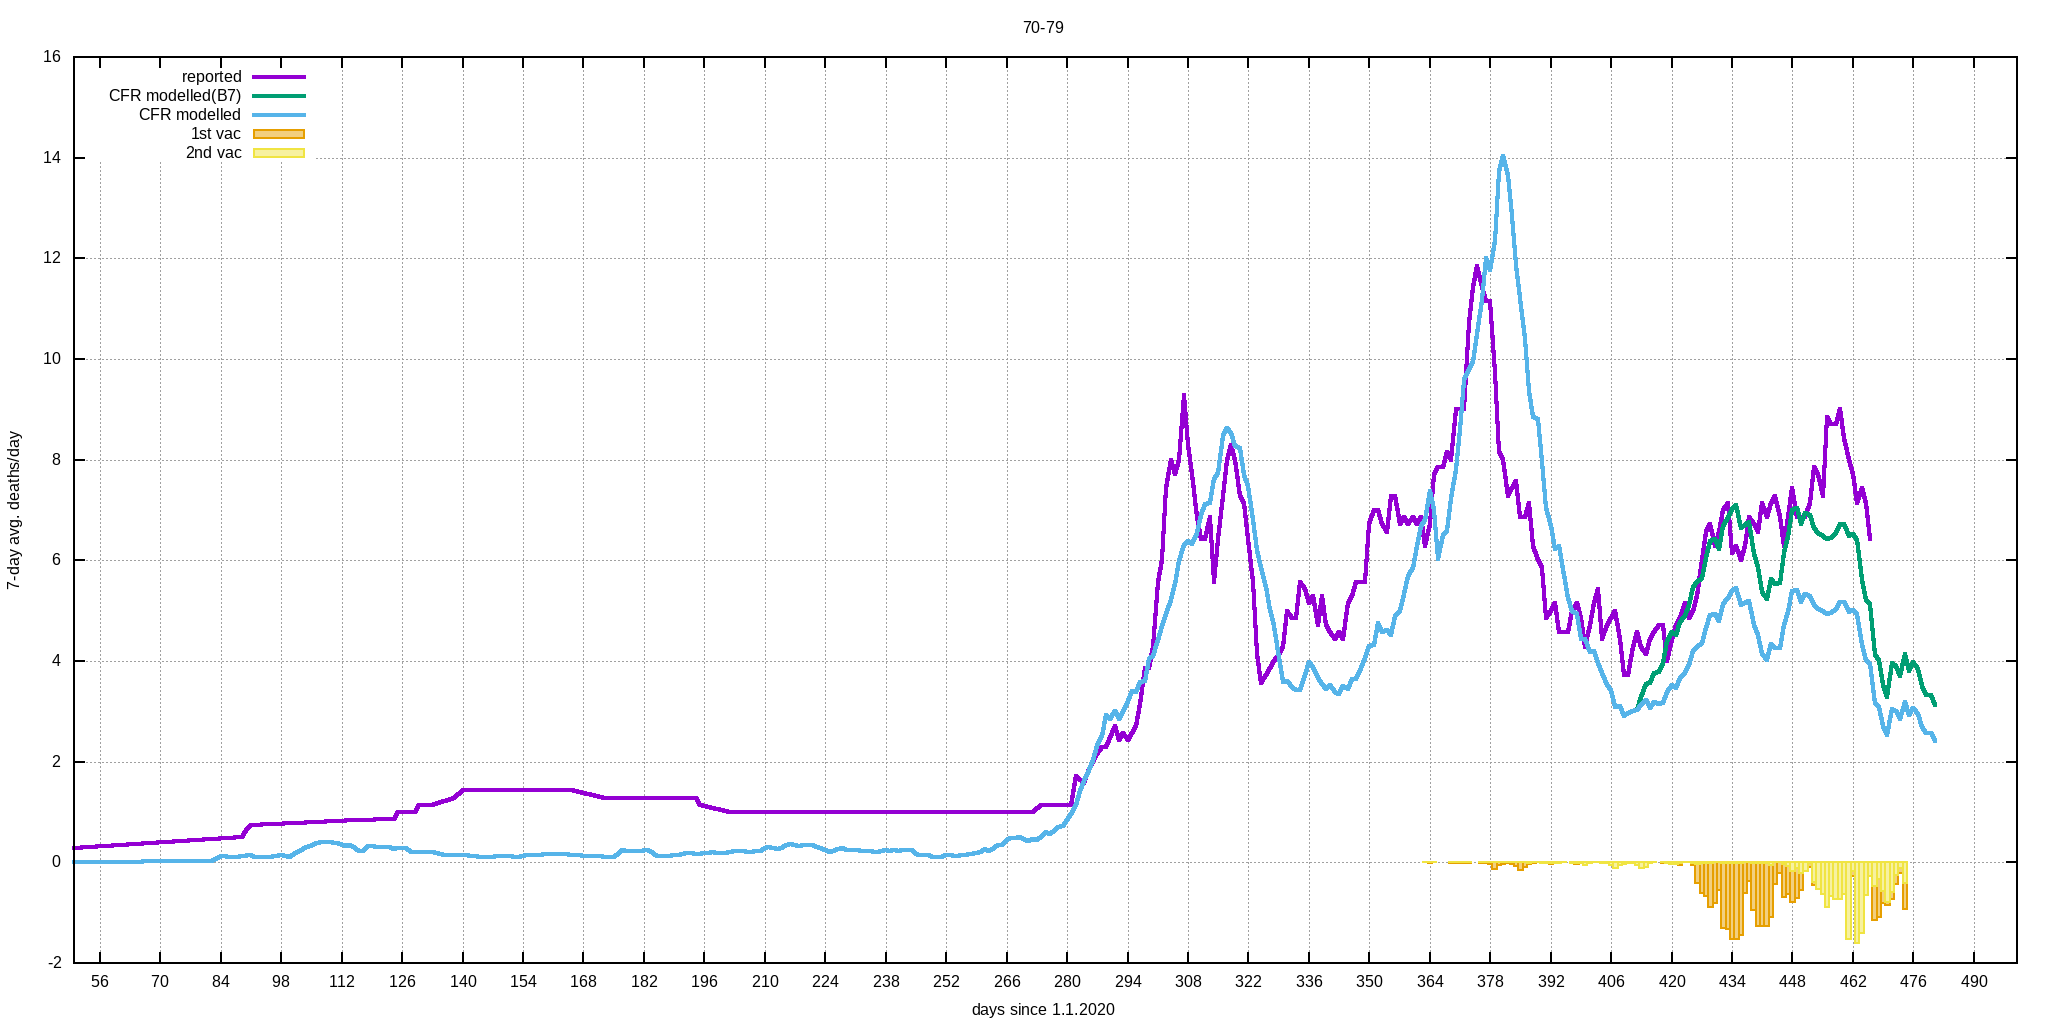 70-79
16
14
12
10
8
6
4
2
0
-2
7-day avg. deaths/day
reported
CFR modelled(B7)
CFR modelled
1st vac
2nd vac
56 70 84 98 112 126 140 154 168 182 196 210 224 238 252 266 280 294 308 322 336 350 364 378 392 406 420 434 448 462 476 490
days since 1.1.2020